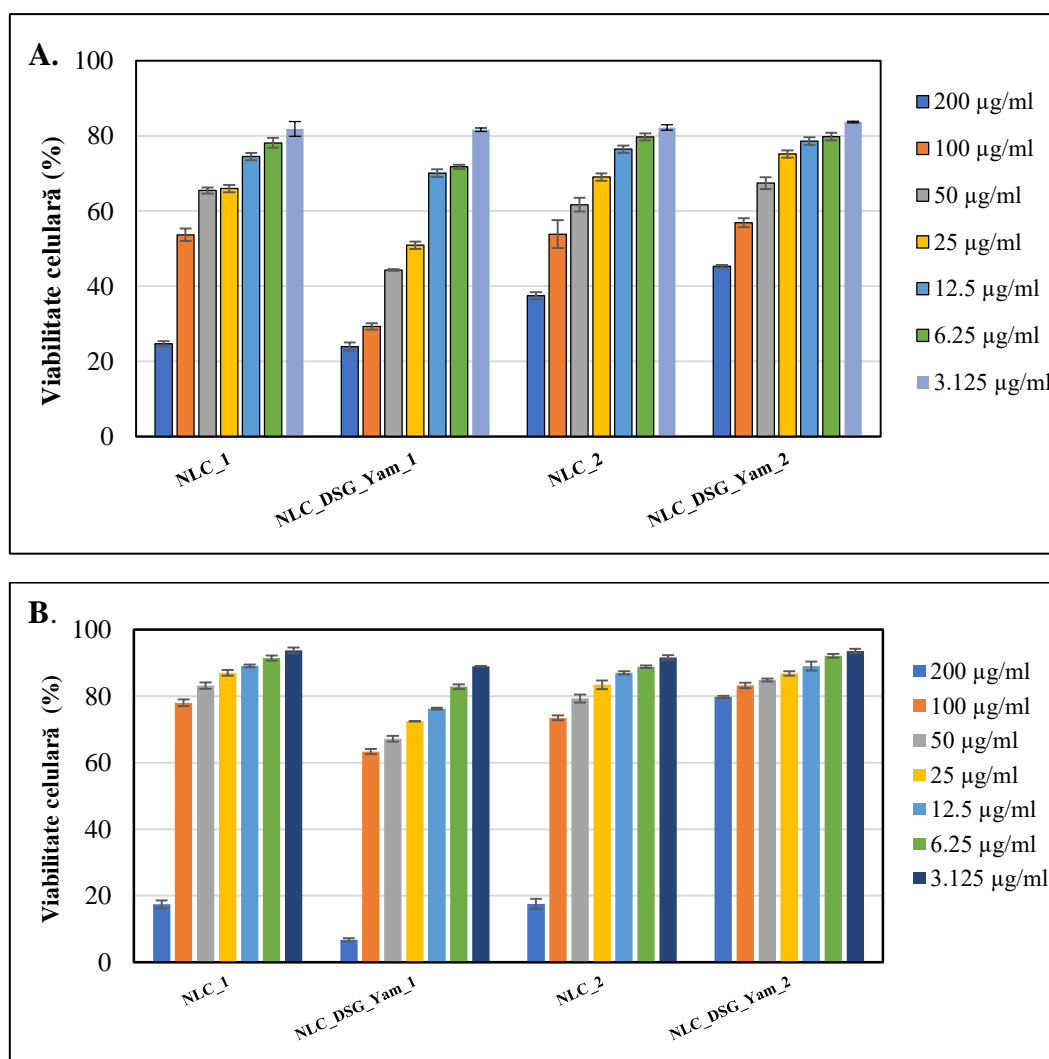 A.
Viabilitate celulară (%)
100
80
60
40
20
0
NLC_1
NLC_DSG_Yam_1
NLC_2
NLC_DSG_Yam_2
200 µg/ml
100 µg/ml
50 µg/ml
25 µg/ml
12.5 µg/ml
6.25 µg/ml
3.125 µg/ml
B.
Viabilitate celulară (%)
100
80
60
40
20
0
NLC_1
NLC_DSG_Yam_1
NLC_2
NLC_DSG_Yam_2
200 µg/ml
100 µg/ml
50 µg/ml
25 µg/ml
12.5 µg/ml
6.25 µg/ml
3.125 µg/ml